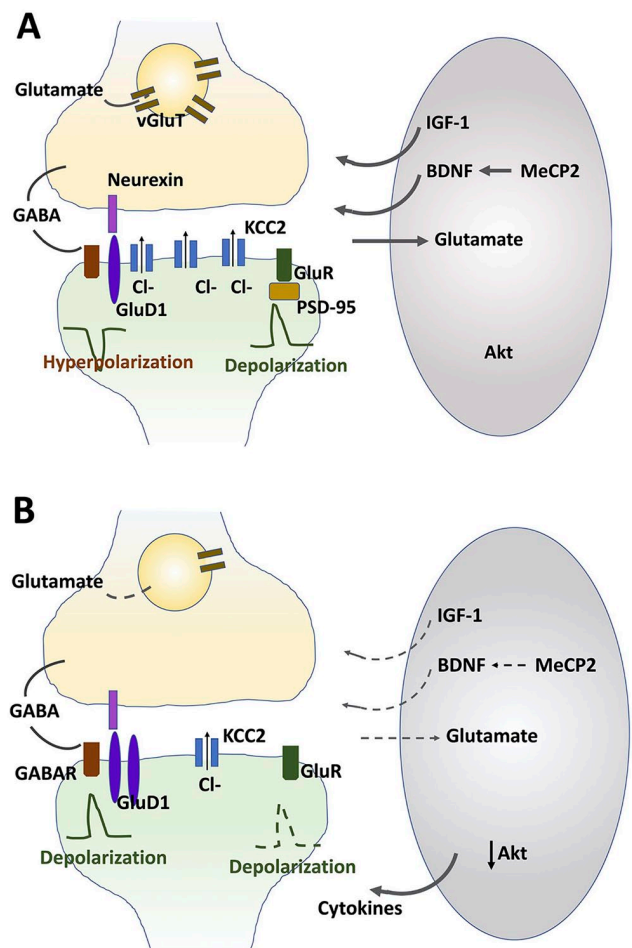 A
Glutamate
vGluT
IGF-1
BDNF
MeCP2
Neurexin
GABA
KCC2
Glutamate
GluR
Cl-
Cl-
Cl-
GluD1
PSD-95
Hyperpolarization
Depolarization
Akt
B
Glutamate
IGF-1
BDNF
MeCP2
GABA
KCC2
Glutamate
GABAR
GluR
Cl-
GluD1
Depolarization
Depolarization
Akt
Cytokines